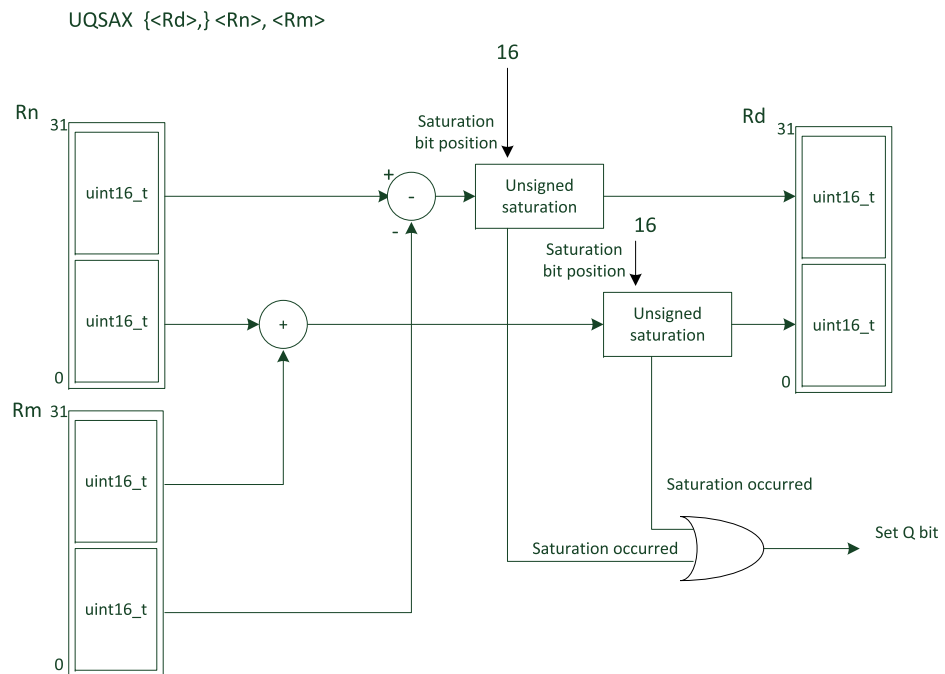 UQSAX {<Rd>,} <Rn>, <Rm>
16
Rn
31
Saturation
bit position
Rd
31
uint16_t
+
-
-
Unsigned
saturation
uint16_t
16
Saturation
bit position
uint16_t
+
Unsigned
saturation
uint16_t
0
0
Rm
31
uint16_t
Saturation occurred
Set Q bit
Saturation occurred
uint16_t
0